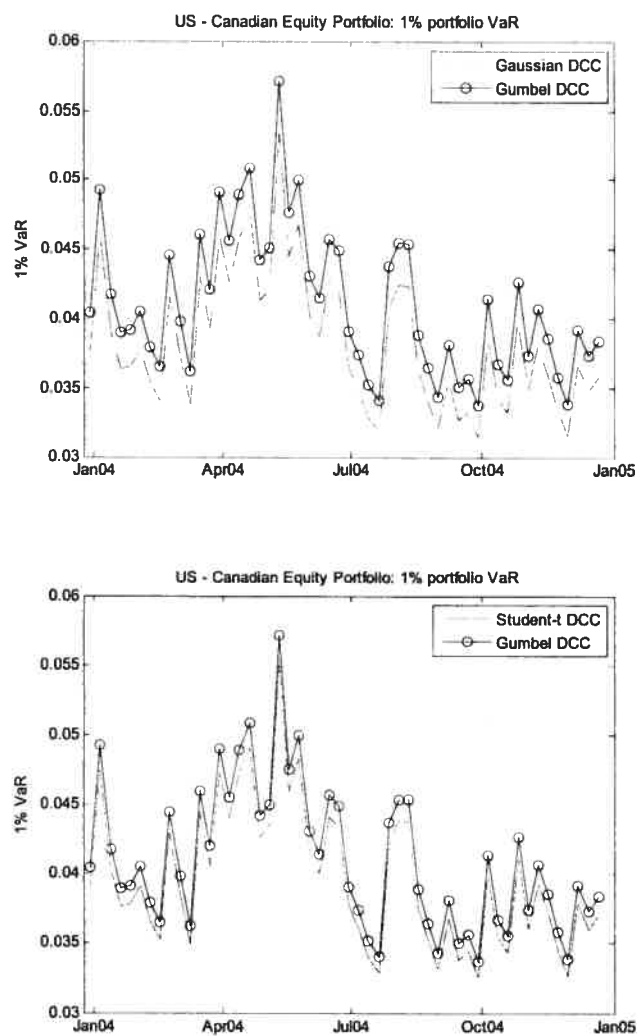 US - Canadian Equity Portfolio: 1% portfolio VaR
0.06
Gaussian DCC
Gumbel DCC
0.055
0.05
0.045
1% VaR
0.04
0.035
0.03
Jan04 Apr04 Jul04 Oct04 Jan05
US - Canadian Equity Portfolio: 1% portfolio VaR
0.06
Student-t DCC
Gumbel DCC
0.055
0.05
0.045
1% VaR
0.04
0.035
0.03
Jan04 Apr04 Jul04 Oct04 Jan05